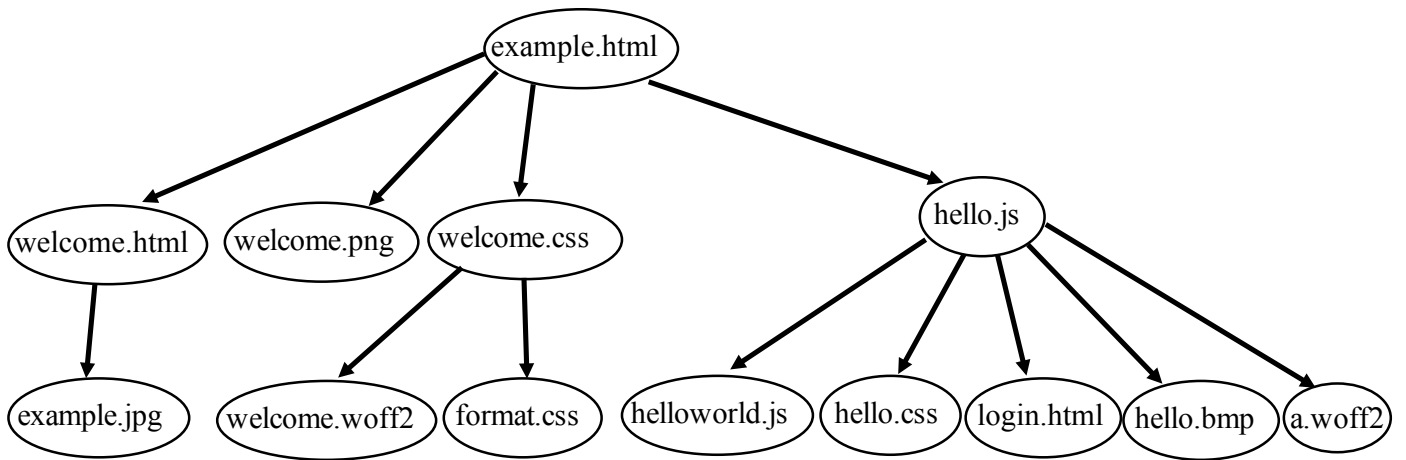 example.html
welcome.html
welcome.png
welcome.css
hello.js
example.jpg
welcome.woff2
format.css
helloworld.js
hello.css
login.html
hello.bmp
a.woff2